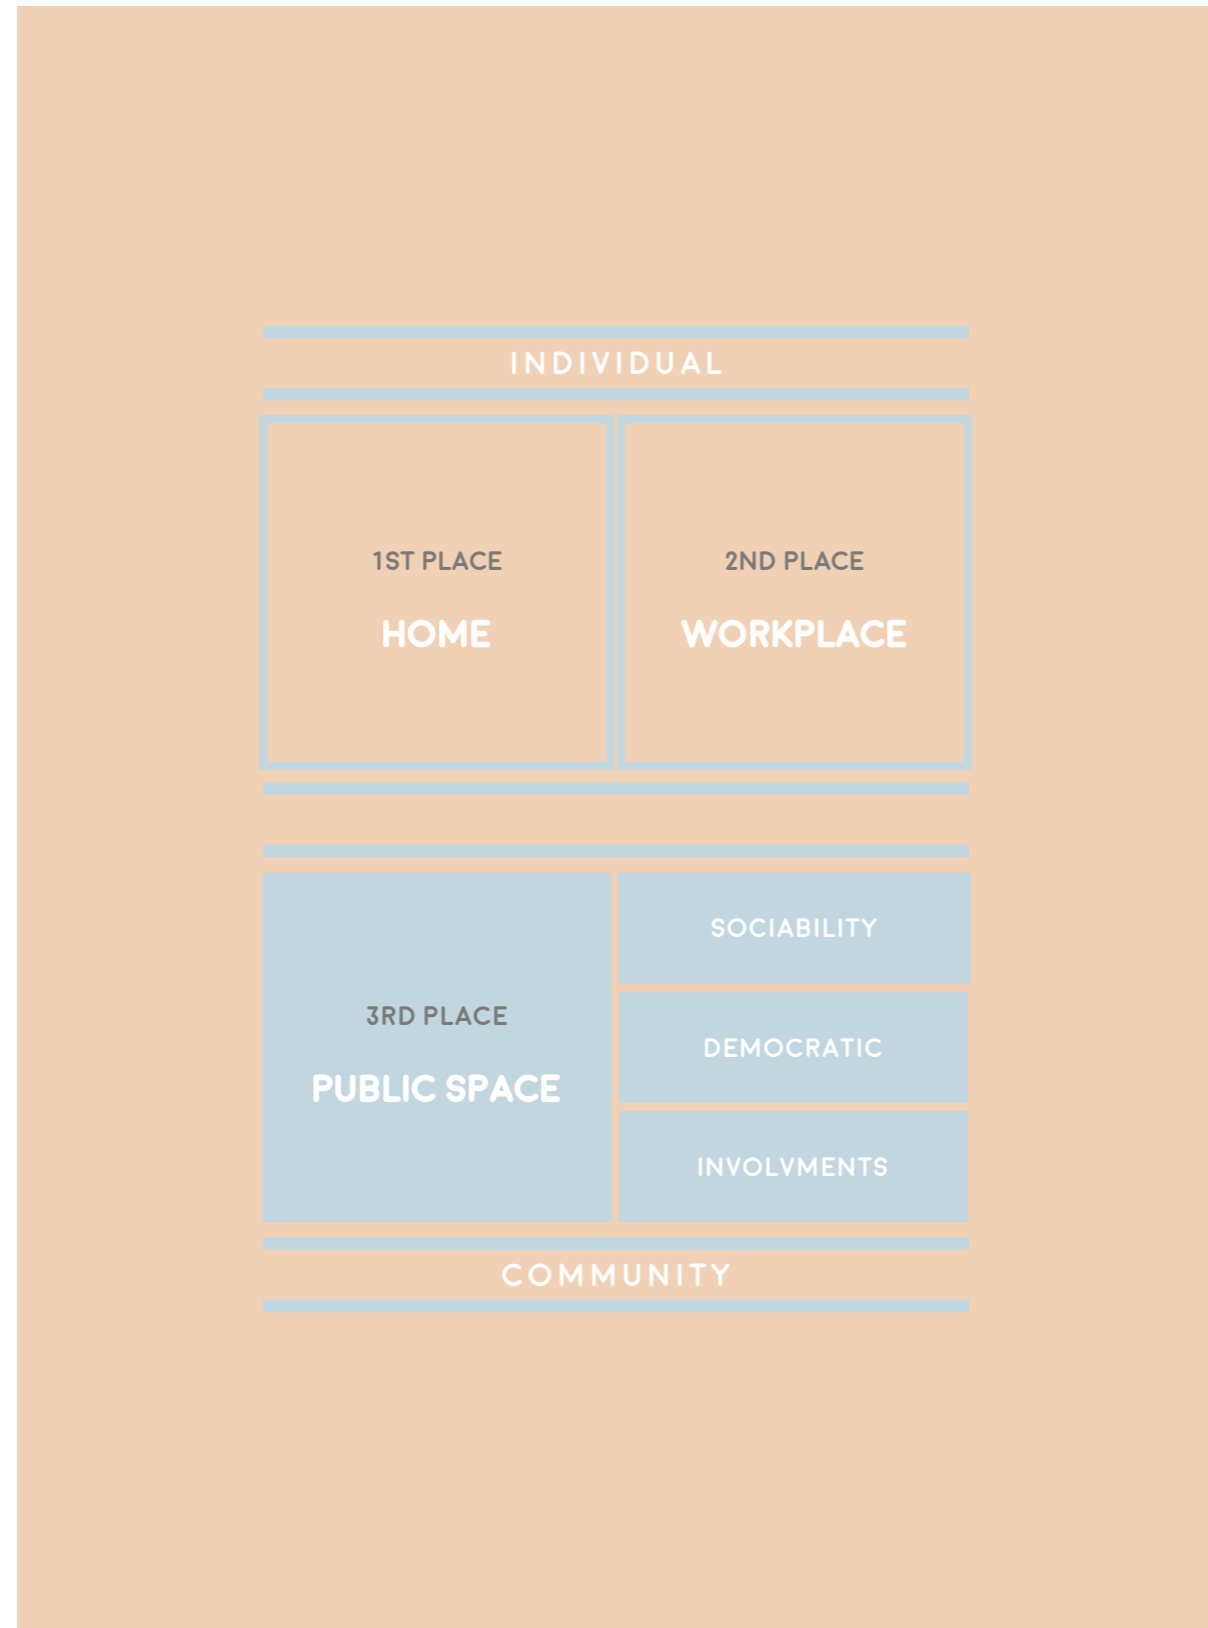 INDIVIDUAL
1ST PLACE
HOME
2ND PLACE
WORKPLACE
3RD PLACE
PUBLIC SPACE
SOCIABILITY
DEMOCRATIC
INVOLVMENTS
COMMUNITY